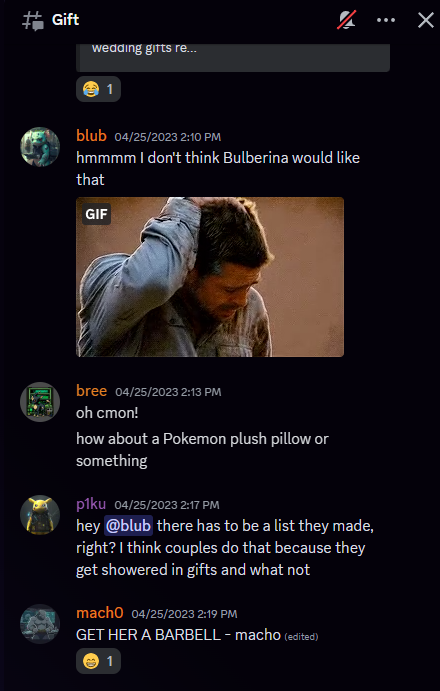 Gift
wedding gifts re...
1
blub 04/25/2023 2:10 PM
hmmmm I don't think Bulberina would like
that
GIF
bree 04/25/2023 2:13 PM
oh cmon!
how about a Pokemon plush pillow or
something
p1ku 04/25/2023 2:17 PM
hey @blub there has to be a list they made,
right? I think couples do that because they
get showered in gifts and what not
mach0 04/25/2023 2:19 PM
GET HER A BARBELL - macho (edited)
1